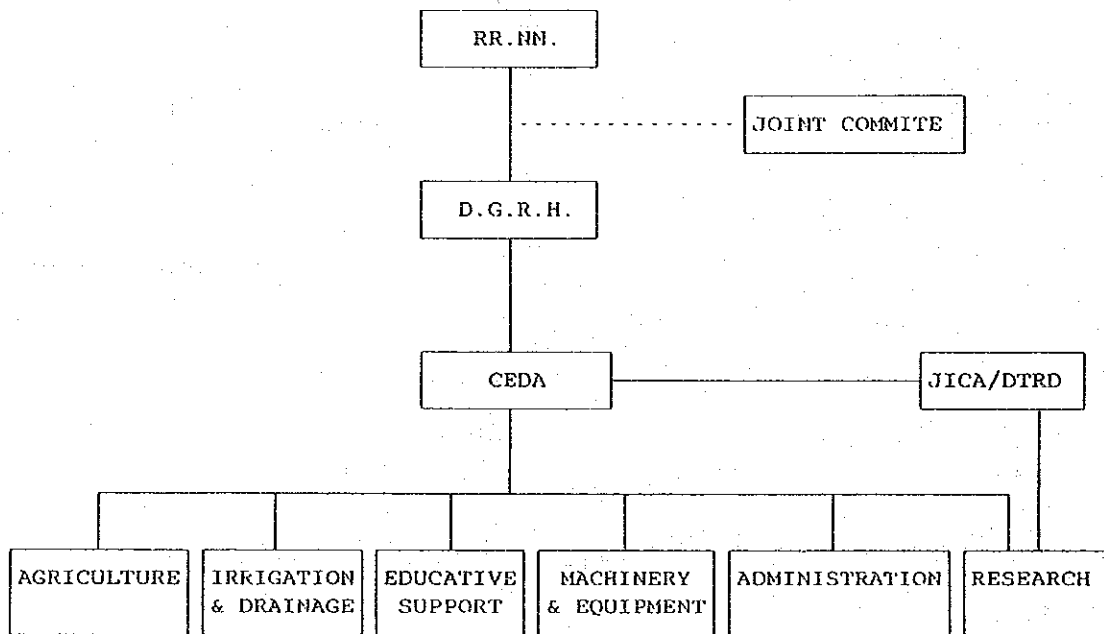 RR.NN.
JOINT COMMITE
D.G.R.H.
CEDA
JICA/DTRD
AGRICULTURE
IRRIGATION
& DRAINAGE
EDUCATIVE
SUPPORT
MACHINERY
& EQUIPMENT
ADMINISTRATION
RESEARCH